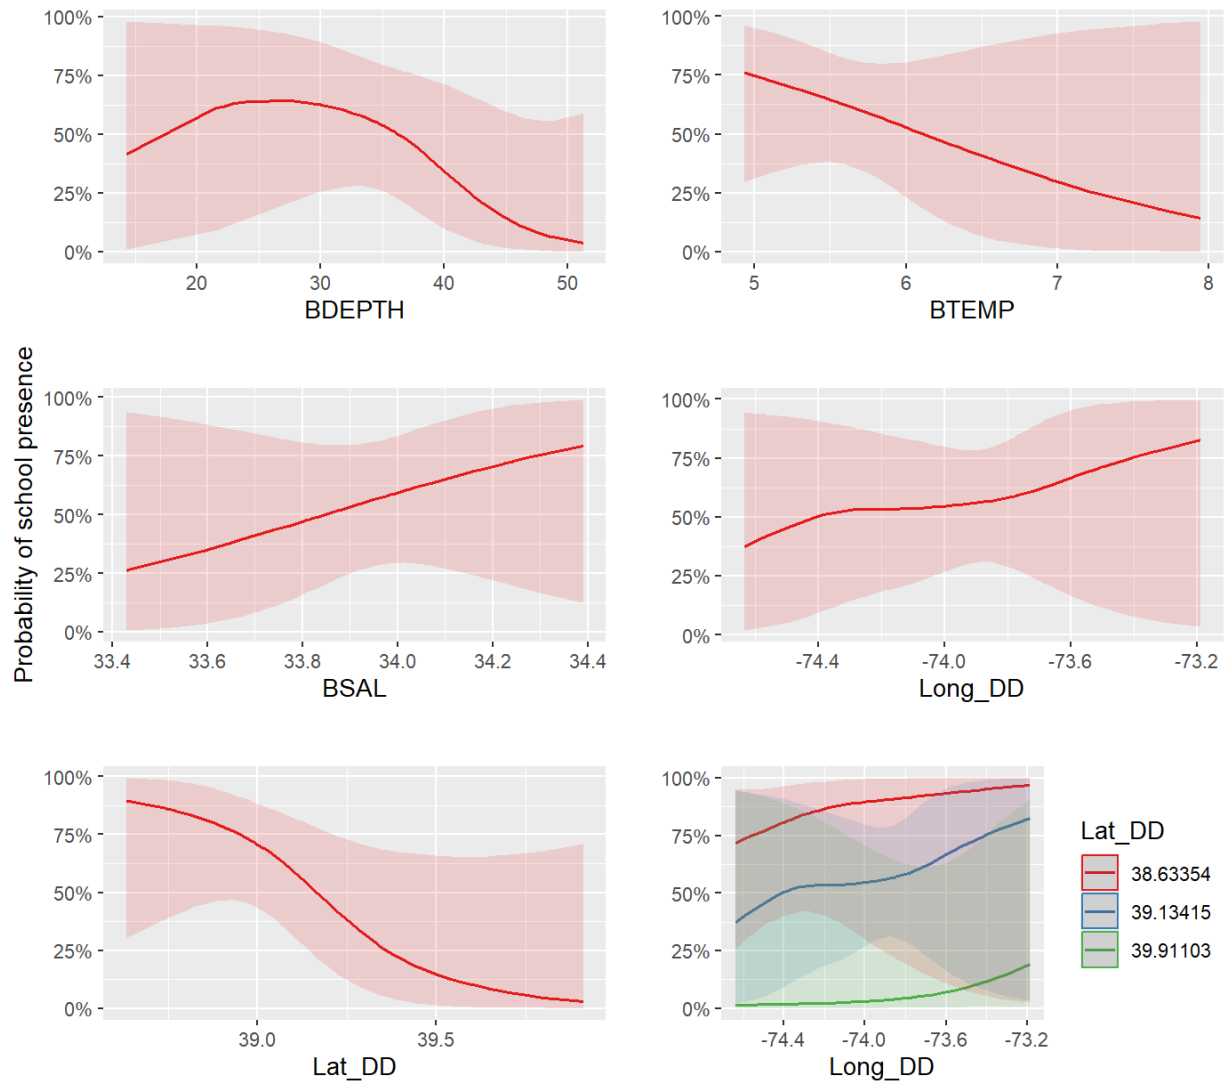 Probability of school presence
100%
75%
50%
25%
0%
20 30 40 50
BDEPTH
100%
75%
50%
25%
0%
5 6 7 8
BTEMP
100%
75%
50%
25%
0%
33.4 33.6 33.8 34.0 34.2 34.4
BSAL
100%
75%
50%
25%
0%
-74.4 -74.0 -73.6 -73.2
Long_DD
100%
75%
50%
25%
0%
39.0 39.5
Lat_DD
100%
75%
50%
25%
0%
-74.4 -74.0 -73.6 -73.2
Long_DD
Lat_DD
38.63354
39.13415
39.91103